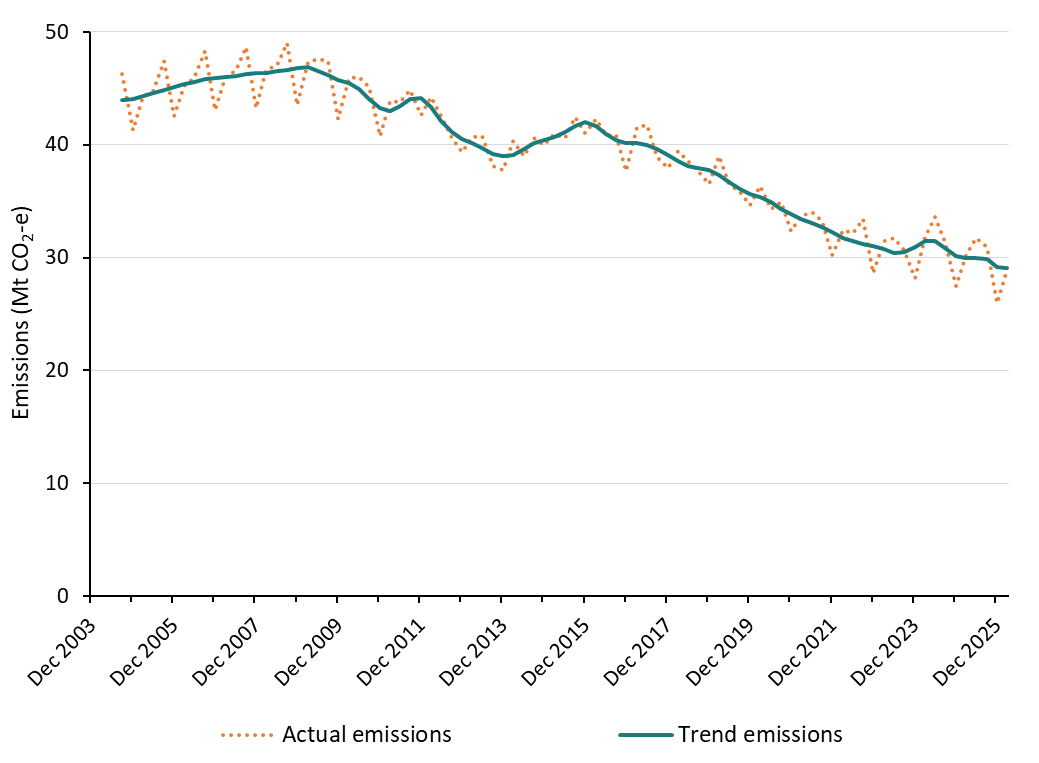 Emissions (Mt CO₂-e)
50
40
30
20
10
0
Dec 2003
Dec 2005
Dec 2007
Dec 2009
Dec 2011
Dec 2013
Dec 2015
Dec 2017
Dec 2019
Dec 2021
Dec 2023
Dec 2025
Actual emissions
Trend emissions